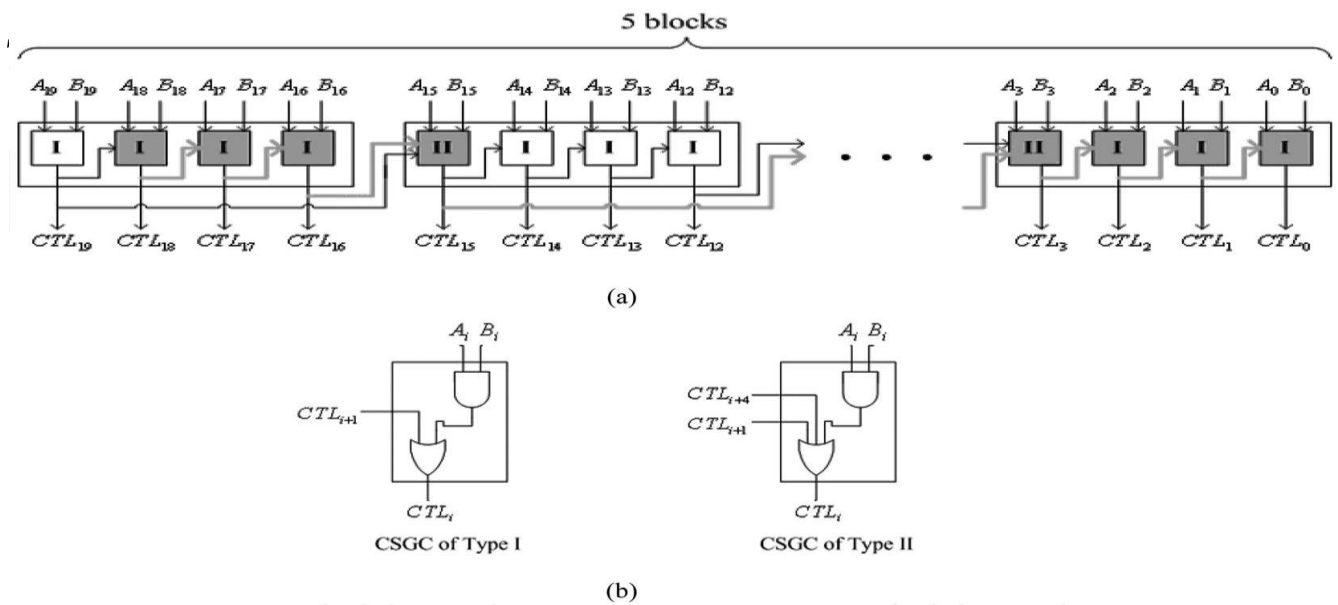 5 blocks
A19 B19 A18 B18 A17 B17 A16 B16 A15 B15 A14 B14 A13 B13 A12 B12 A3 B3 A2 B2 A1 B1 A0 B0
I I I I II I I I • • • II I I I
CTL19 CTL18 CTL17 CTL16 CTL15 CTL14 CTL13 CTL12 CTL3 CTL2 CTL1 CTL0
(a)
Ai Bi Ai Bi
CTLi+4
CTLi+1 CTLi+1
CTLi CTLi
CSGC of Type I CSGC of Type II
(b)